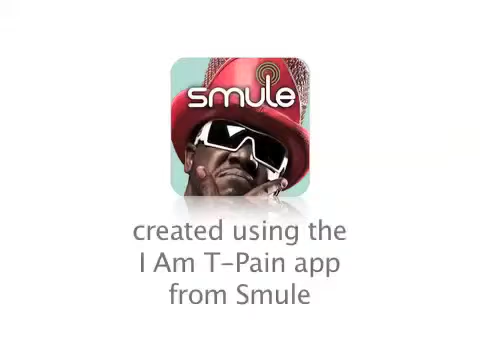 smule
created using the
I Am T-Pain app
from Smule